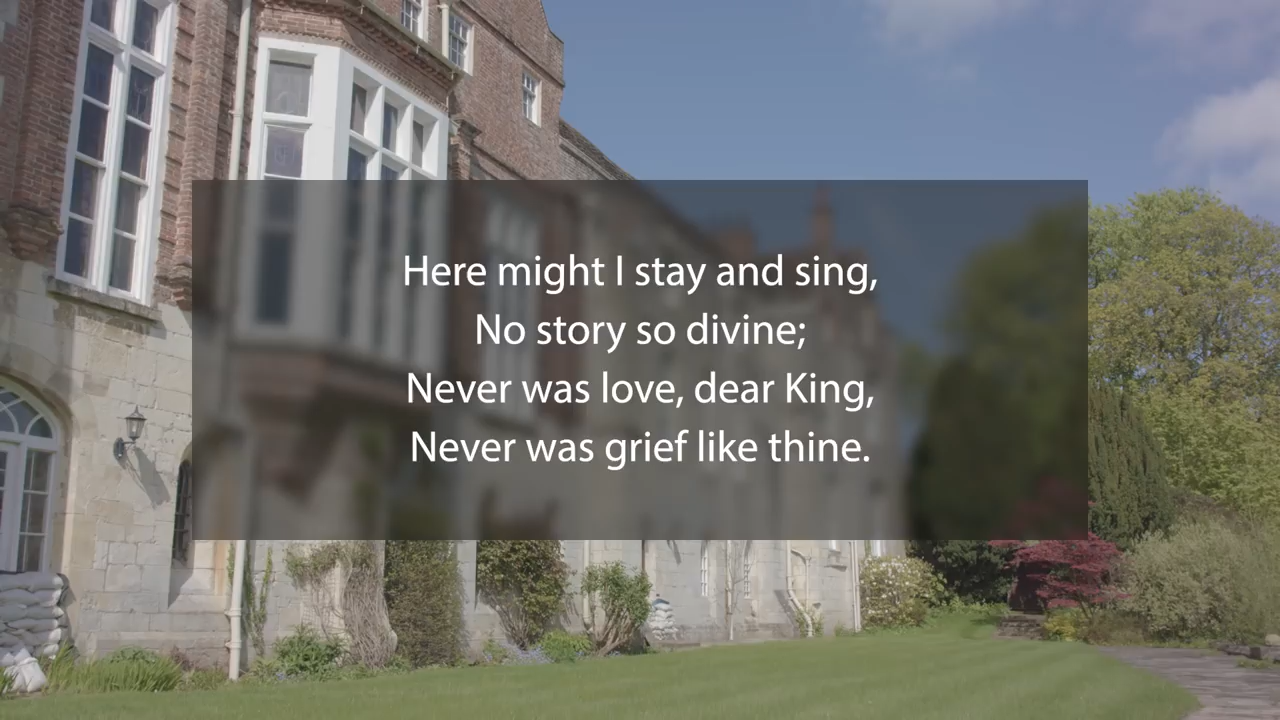 Here might I stay and sing,
No story so divine;
Never was love, dear King,
Never was grief like thine.